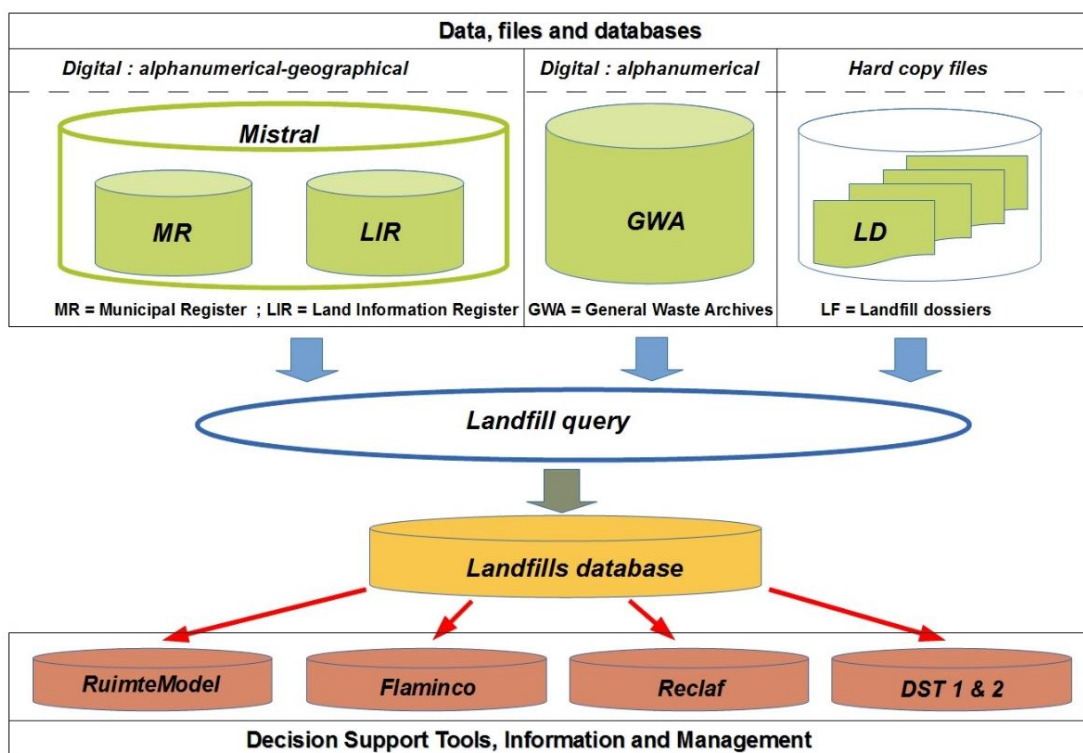 Data, files and databases
Digital : alphanumerical-geographical
Digital : alphanumerical
Hard copy files
Mistral
MR
LIR
GWA
LD
MR = Municipal Register ; LIR = Land Information Register
GWA = General Waste Archives
LF = Landfill dossiers
Landfill query
Landfills database
RuimteModel
Flaminco
Reclaf
DST 1 & 2
Decision Support Tools, Information and Management